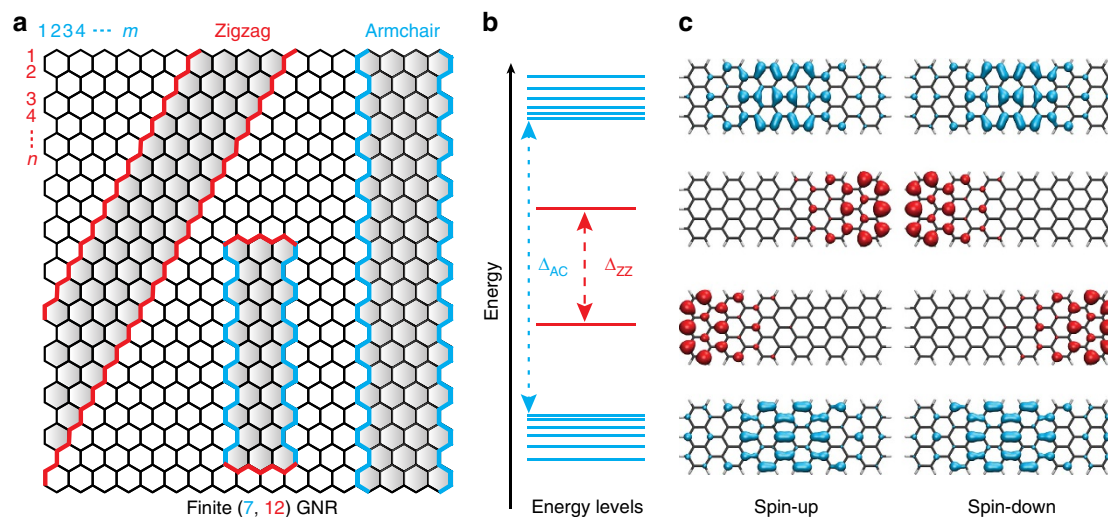 a
1234 ···· m
Zigzag
Armchair
1
2
3
4
n
Finite (7, 12) GNR
b
Energy
Δ_AC
Δ_ZZ
Energy levels
c
Spin-up
Spin-down